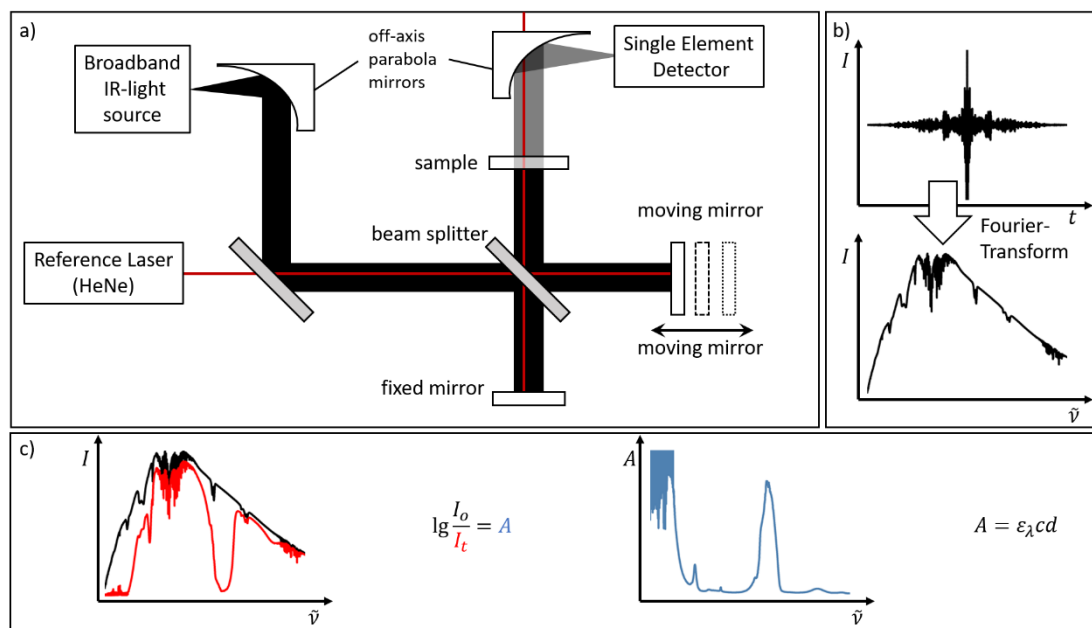 a)
Broadband
IR-light
source
off-axis
parabola
mirrors
Single Element
Detector
sample
beam splitter
moving mirror
Reference Laser
(HeNe)
moving mirror
fixed mirror
b)
I
t
Fourier-
Transform
I
ν̃
c)
I
ν̃
lg I₀/Iₜ = A
A
ν̃
A = ε_λcd